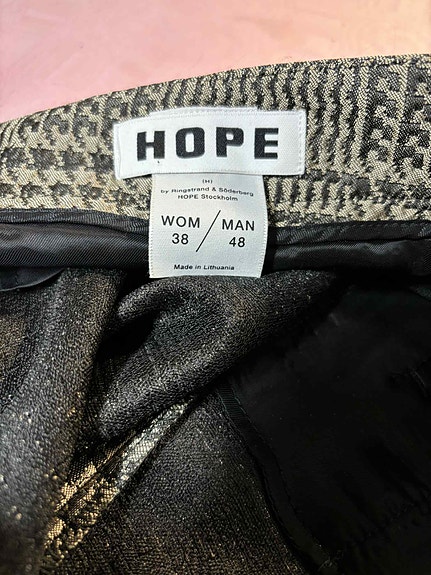 HOPE
(H)
by Ringstrand & Söderberg
HOPE Stockholm
WOM / MAN
38 / 48
Made in Lithuania